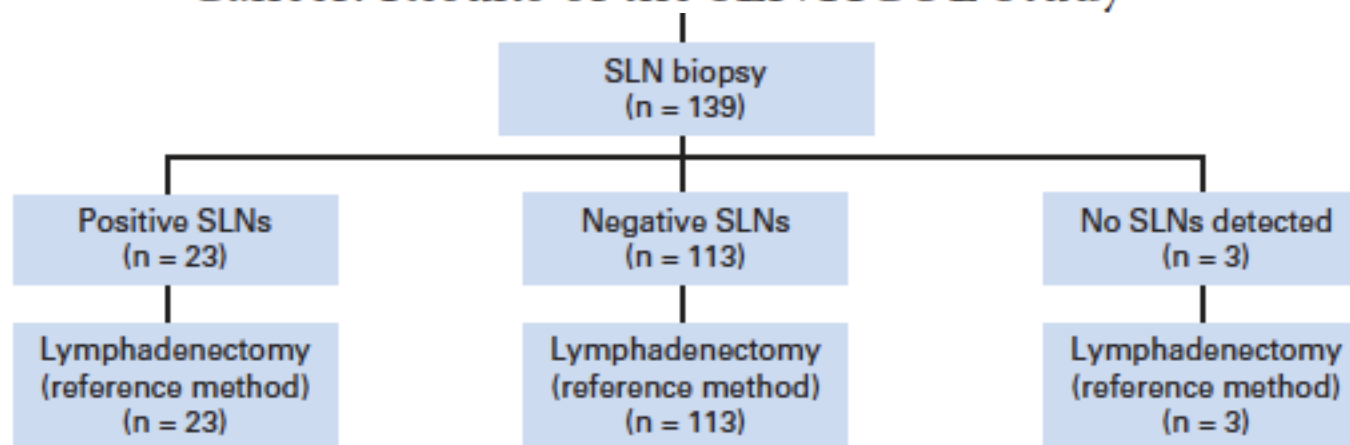 SLN biopsy
(n = 139)
Positive SLNs
(n = 23)
Negative SLNs
(n = 113)
No SLNs detected
(n = 3)
Lymphadenectomy
(reference method)
(n = 23)
Lymphadenectomy
(reference method)
(n = 113)
Lymphadenectomy
(reference method)
(n = 3)